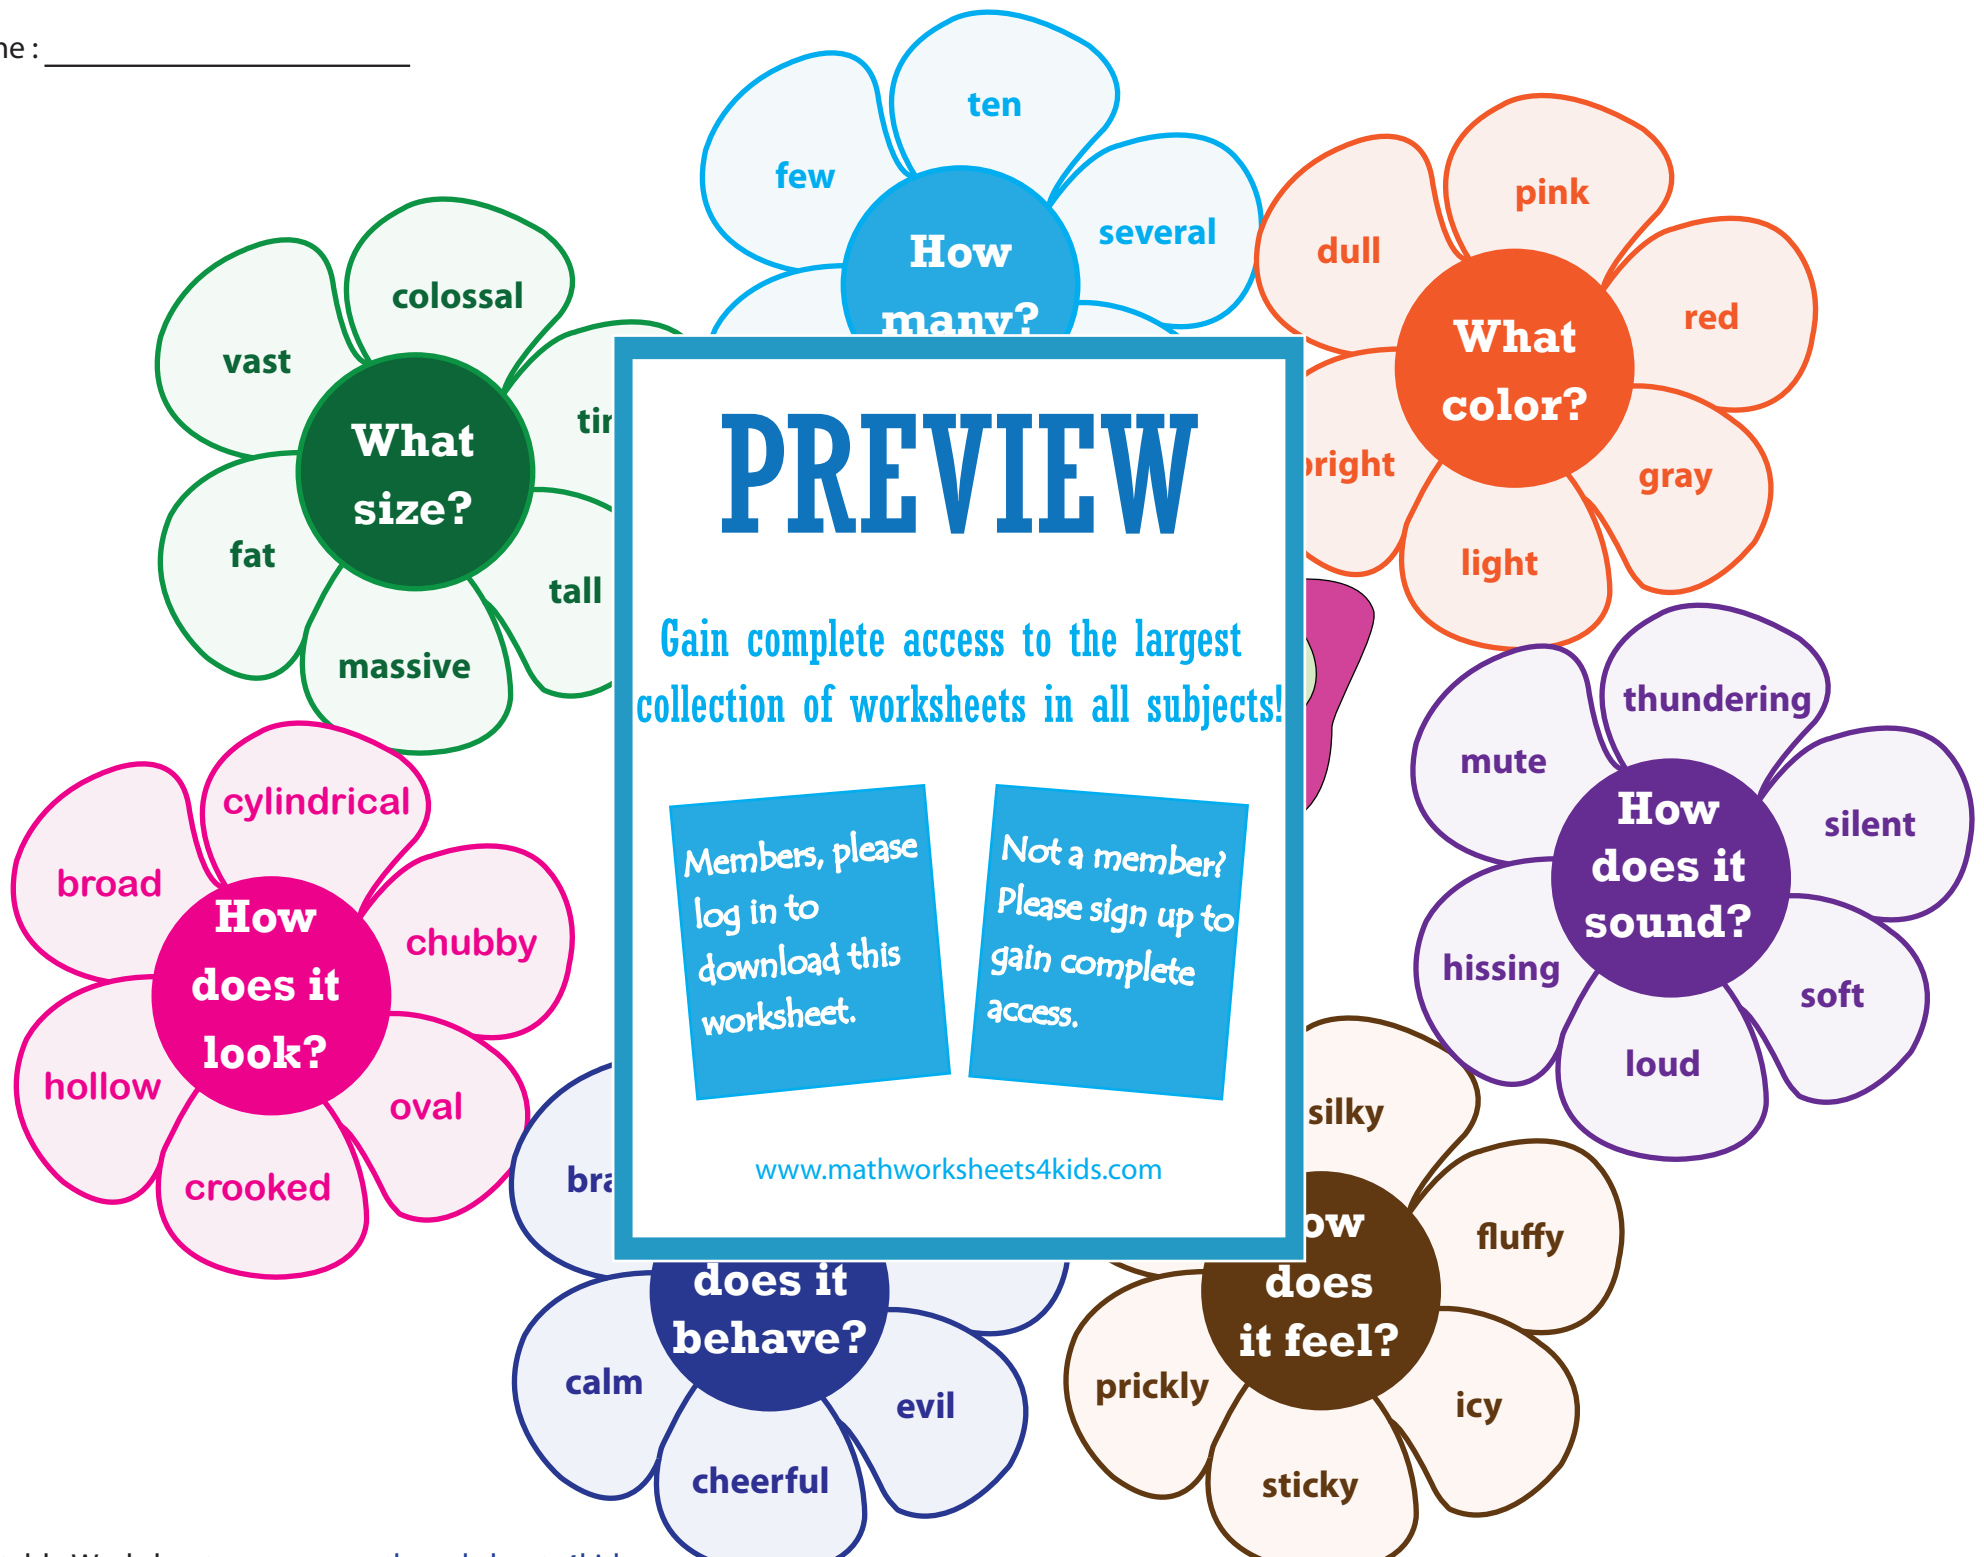 ten
few
several
How
many?
pink
dull
red
What
color?
bright
gray
light
colossal
vast
What
size?
fat
tall
massive
PREVIEW
Gain complete access to the largest
collection of worksheets in all subjects!
Members, please
log in to
download this
worksheet.
Not a member?
Please sign up to
gain complete
access.
www.mathworksheets4kids.com
thundering
mute
silent
How
does it
sound?
hissing
soft
loud
cylindrical
broad
chubby
How
does it
look?
hollow
oval
crooked
does it
behave?
calm
evil
cheerful
silky
fluffy
does
it feel?
prickly
icy
sticky